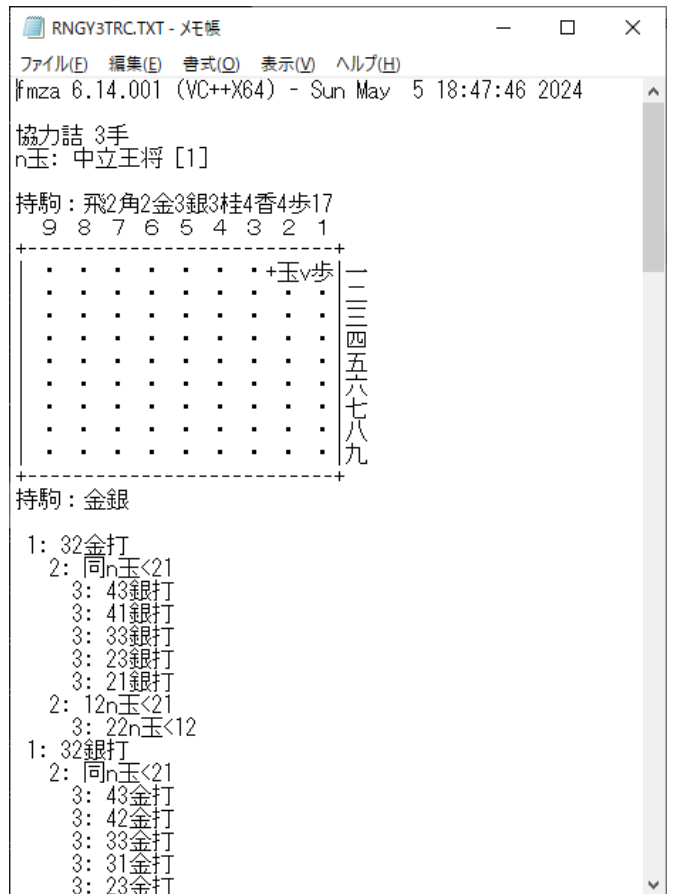 RNGY3TRC.TXT - メモ帳
ファイル(F) 編集(E) 書式(O) 表示(V) ヘルプ(H)
fmza 6.14.001 (VC++X64) - Sun May  5 18:47:46 2024
協力詰 3手
n玉: 中立王将 [1]
持駒：飛2角2金3銀3桂4香4歩17
９ ８ ７ ６ ５ ４ ３ ２ １
+---------------------------+
| ・ ・ ・ ・ ・ ・ ・+玉v歩|一
| ・ ・ ・ ・ ・ ・ ・ ・ ・|二
| ・ ・ ・ ・ ・ ・ ・ ・ ・|三
| ・ ・ ・ ・ ・ ・ ・ ・ ・|四
| ・ ・ ・ ・ ・ ・ ・ ・ ・|五
| ・ ・ ・ ・ ・ ・ ・ ・ ・|六
| ・ ・ ・ ・ ・ ・ ・ ・ ・|七
| ・ ・ ・ ・ ・ ・ ・ ・ ・|八
| ・ ・ ・ ・ ・ ・ ・ ・ ・|九
+---------------------------+
持駒：金銀
1: 32金打
2: 同n玉<21
3: 43銀打
3: 41銀打
3: 33銀打
3: 23銀打
3: 21銀打
2: 12n玉<21
3: 22n玉<12
1: 32銀打
2: 同n玉<21
3: 43金打
3: 42金打
3: 33金打
3: 31金打
3: 23金打